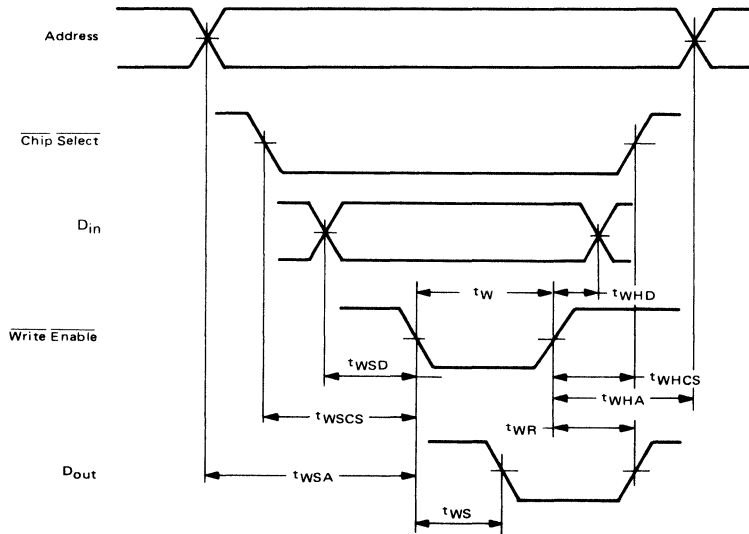 Address
Chip Select
Din
tW
tWHD
Write Enable
tWSD
tWHCS
tWHA
tWSCS
tWR
Dout
tWSA
tWS